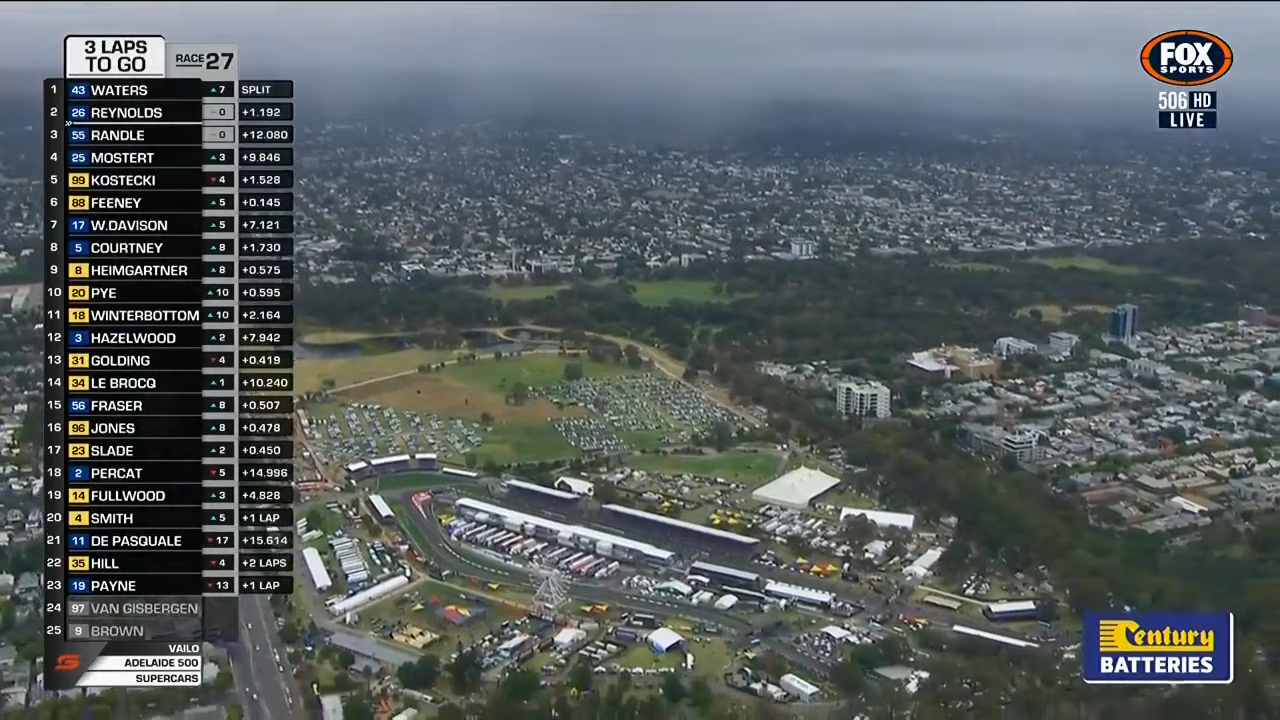 3 LAPS
TO GO
RACE 27
1 43 WATERS 7 SPLIT
2 26 REYNOLDS 0 +1.192
3 55 RANDLE 0 +12.080
4 25 MOSTERT 3 +9.846
5 99 KOSTECKI 4 +1.528
6 88 FEENEY 5 +0.145
7 17 W.DAVISON 5 +7.121
8 5 COURTNEY 8 +1.730
9 8 HEIMGARTNER 8 +0.575
10 20 PYE 10 +0.595
11 18 WINTERBOTTOM 10 +2.164
12 3 HAZELWOOD 2 +7.942
13 31 GOLDING 4 +0.419
14 34 LE BROCQ 1 +10.240
15 56 FRASER 8 +0.507
16 96 JONES 8 +0.478
17 23 SLADE 2 +0.450
18 2 PERCAT 5 +14.996
19 14 FULLWOOD 3 +4.828
20 4 SMITH 5 +1 LAP
21 11 DE PASQUALE 17 +15.614
22 35 HILL 4 +2 LAPS
23 19 PAYNE 13 +1 LAP
24 97 VAN GISBERGEN
25 9 BROWN
VAILO
ADELAIDE 500
SUPERCARS
FOX
SPORTS
506 HD
LIVE
Century
BATTERIES